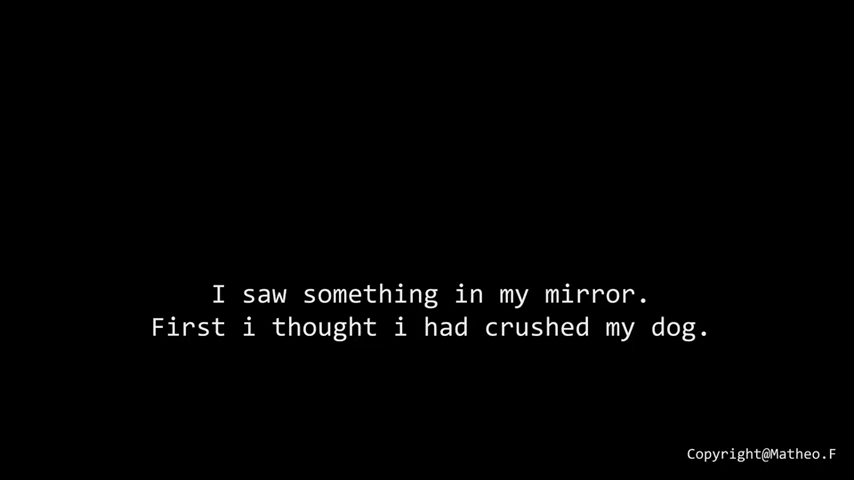 I saw something in my mirror.
First i thought i had crushed my dog.
Copyright@Matheo.F